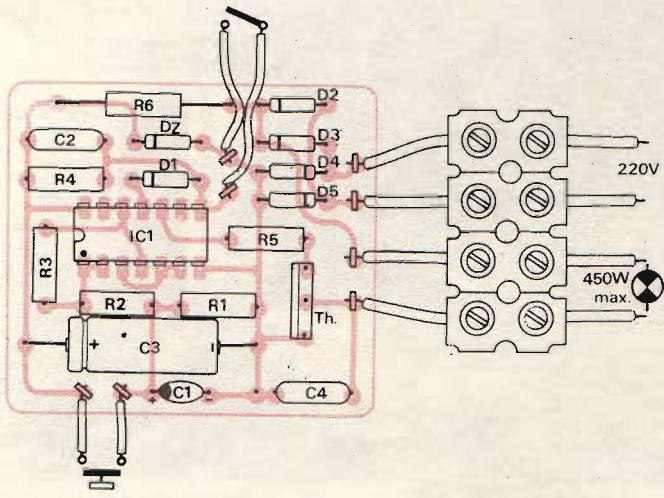 R6
D2
DZ
D3
C2
D1
D4
R4
D5
220V
IC1
R5
R3
R2
R1
Th.
450W
max.
+
C3
-
+
C1
-
C4